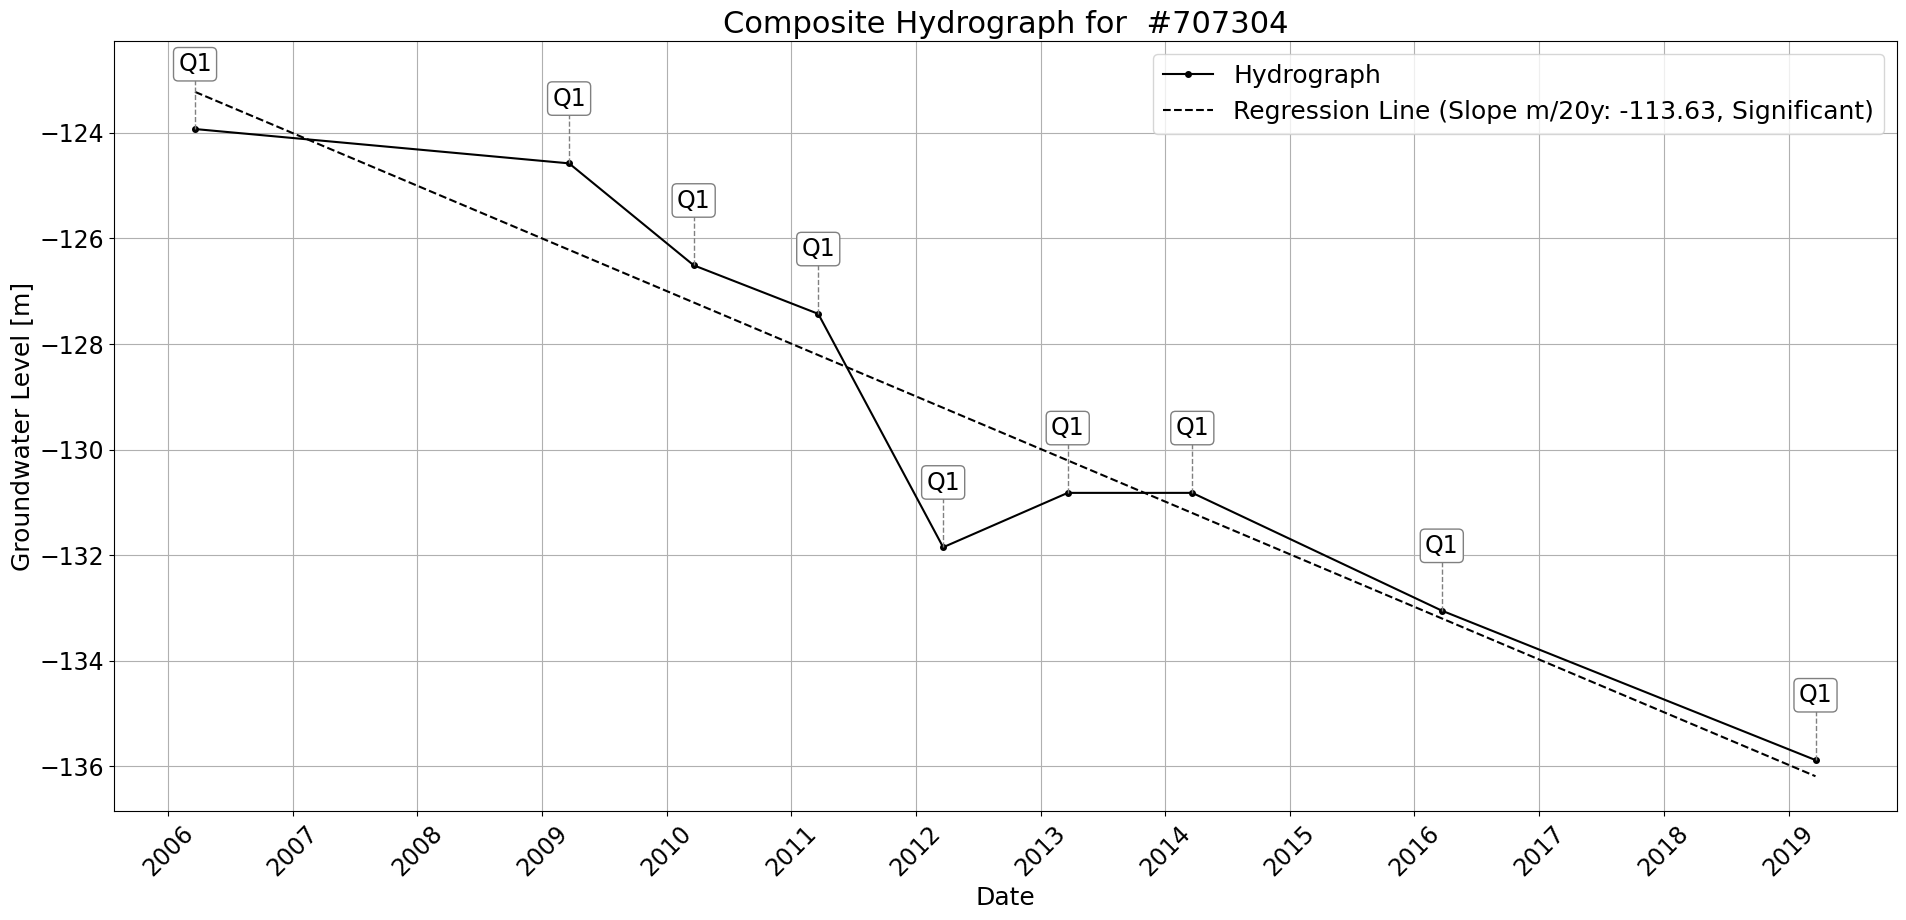 Composite Hydrograph for  #707304
Hydrograph
Regression Line (Slope m/20y: -113.63, Significant)
Q1
Q1
Q1
Q1
Q1
Q1
Q1
Q1
Q1
Groundwater Level [m]
−124
−126
−128
−130
−132
−134
−136
2006
2007
2008
2009
2010
2011
2012
2013
2014
2015
2016
2017
2018
2019
Date